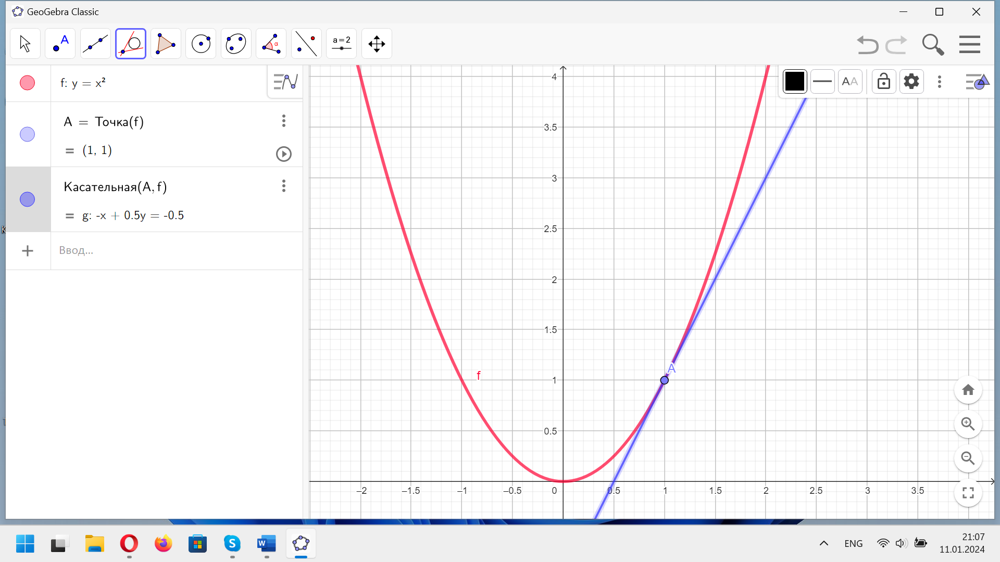 GeoGebra Classic
A
α
a=2
f: y = x²
A = Точка(f)
= (1, 1)
Касательная(A, f)
= g: -x + 0.5y = -0.5
+ Ввод...
AA
4
3.5
3
2.5
2
1.5
1
0.5
f
A
–2 –1.5 –1 –0.5 0 0.5 1 1.5 2 2.5 3 3.5
ENG
21:07
11.01.2024
S
W